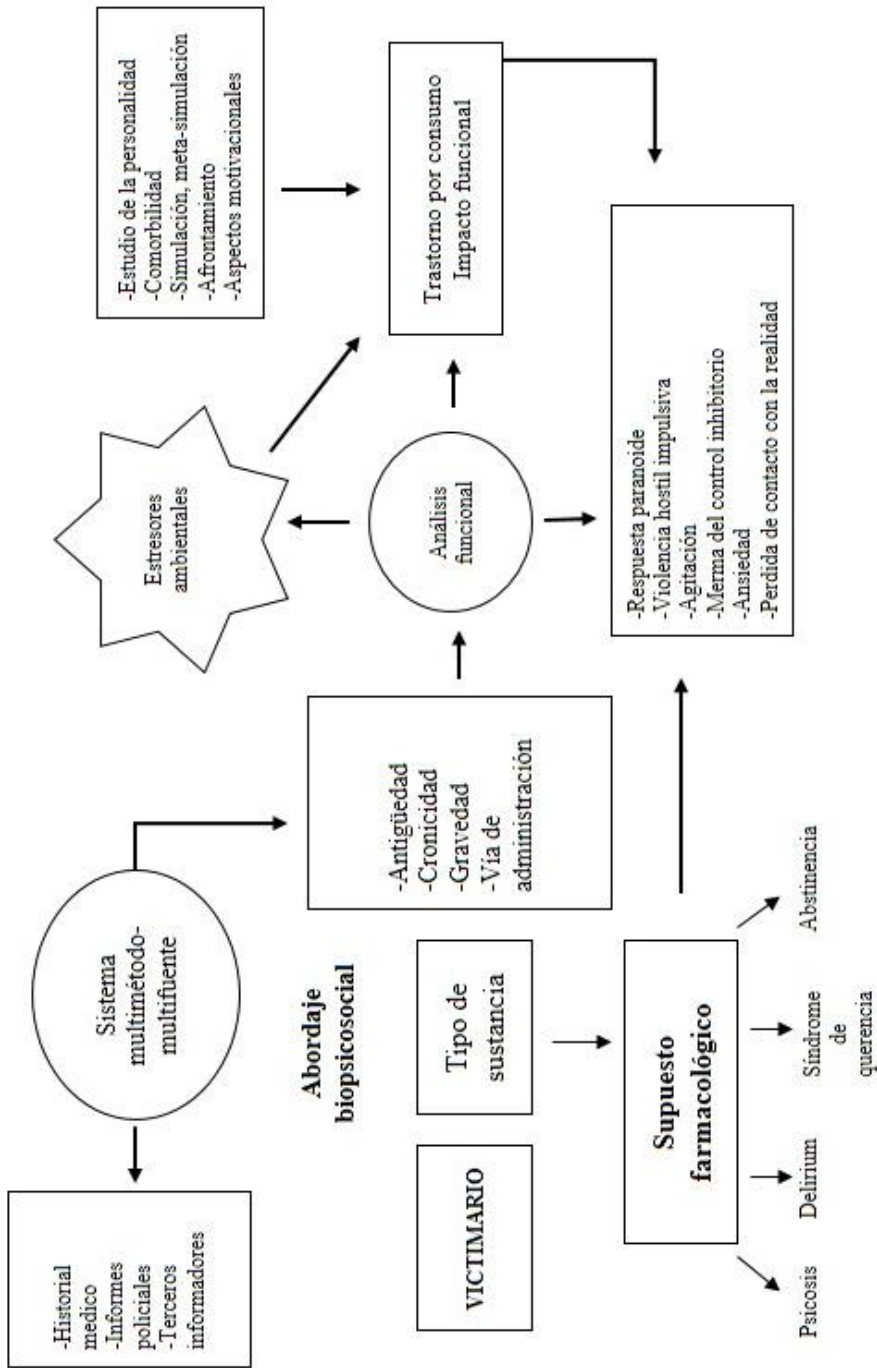 -Historial
medico
-Informes
policiales
-Terceros
informadores
Sistema
multimétodo-
multifuente
Estresores
ambientales
-Estudio de la personalidad
-Comorbilidad
-Simulación, meta-simulación
-Afrontamiento
-Aspectos motivacionales
Abordaje
biopsicosocial
-Antigüedad
-Cronicidad
-Gravedad
-Vía de
administración
Análisis
funcional
Trastorno por consumo
Impacto funcional
VICTIMARIO
Tipo de
sustancia
Supuesto
farmacológico
-Respuesta paranoide
-Violencia hostil impulsiva
-Agitación
-Merma del control inhibitorio
-Ansiedad
-Perdida de contacto con la realidad
Psicosis
Delirium
Síndrome
de
querencia
Abstinencia